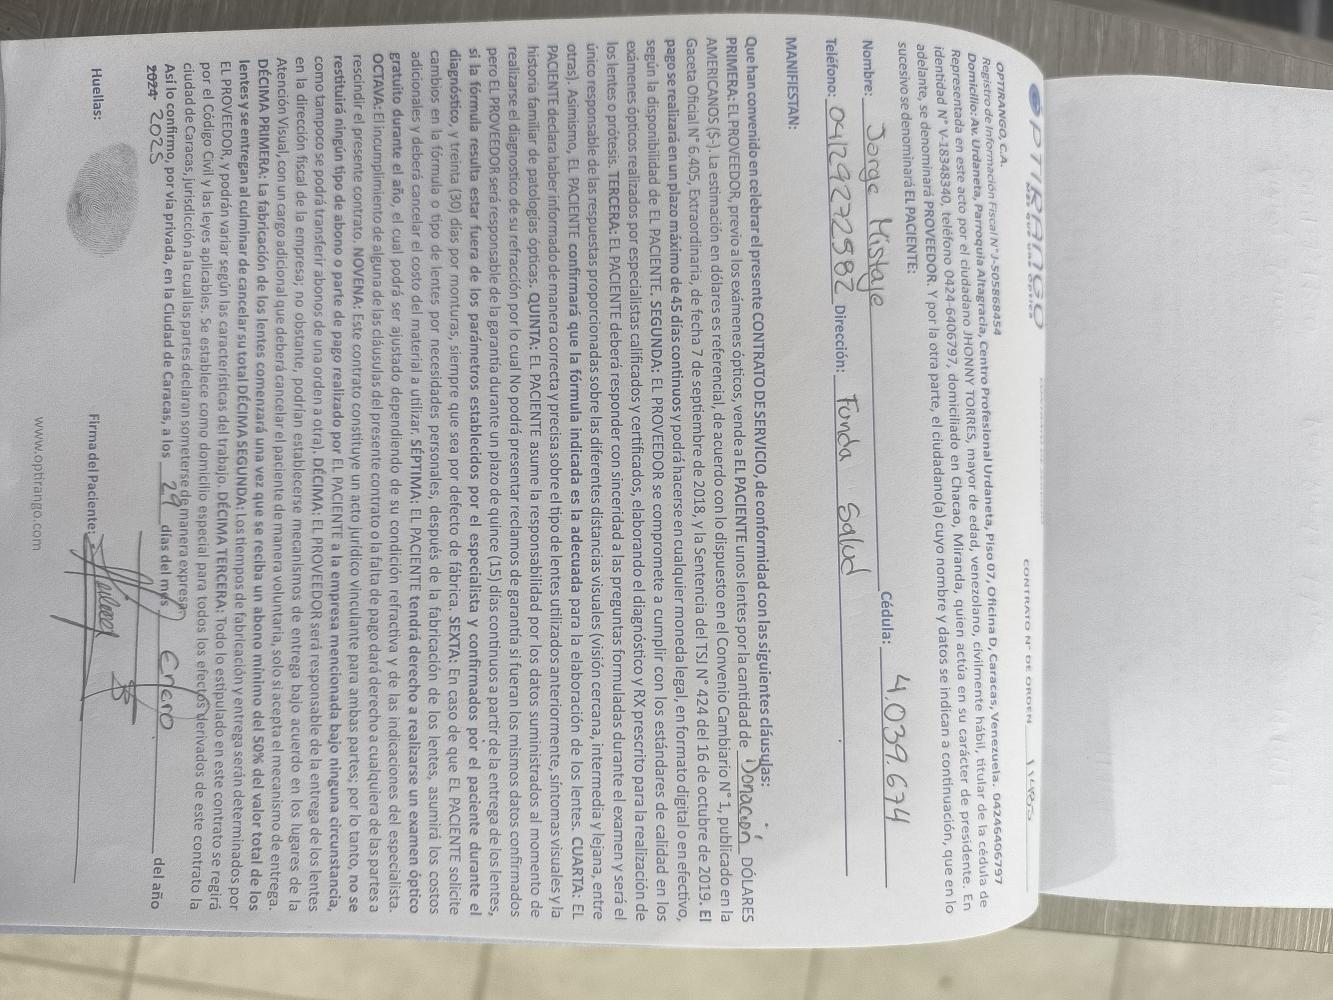 OPTIRANGO
CONTRATO N° DE ORDEN
OPTIRANGO, C.A.
Registro de Información Fiscal N° J-505868454
Domicilio: Av. Urdaneta, Parroquia Altagracia, Centro Profesional Urdaneta, Piso 07, Oficina D, Caracas, Venezuela. 04246406797
Representada en este acto por el ciudadano JHONNY TORRES, mayor de edad, venezolano, civilmente hábil, titular de la cédula de
identidad N° V-18348340, teléfono 0424-6406797, domiciliado en Chacao, Miranda, quien actúa en su carácter de presidente. En
adelante, se denominará PROVEEDOR. Y por la otra parte, el ciudadano(a) cuyo nombre y datos se indican a continuación, que en lo
sucesivo se denominará EL PACIENTE:
Nombre: Jorge Mistaje Cédula: 4.039.674
Teléfono: 04129272582 Dirección: Funda Salud
MANIFIESTAN:
Que han convenido en celebrar el presente CONTRATO DE SERVICIO, de conformidad con las siguientes cláusulas:
PRIMERA: EL PROVEEDOR, previo a los exámenes ópticos, vende a EL PACIENTE unos lentes por la cantidad de Donación DÓLARES
AMERICANOS ($-). La estimación en dólares es referencial, de acuerdo con lo dispuesto en el Convenio Cambiario N° 1, publicado en la
Gaceta Oficial N° 6.405, Extraordinaria, de fecha 7 de septiembre de 2018, y la Sentencia del TSJ N° 424 del 16 de octubre de 2019. El
pago se realizará en un plazo máximo de 45 días continuos y podrá hacerse en cualquier moneda legal, en formato digital o en efectivo,
según la disponibilidad de EL PACIENTE. SEGUNDA: EL PROVEEDOR se compromete a cumplir con los estándares de calidad en los
exámenes ópticos realizados por especialistas calificados y certificados, elaborando el diagnóstico y RX prescrito para la realización de
los lentes o prótesis. TERCERA: EL PACIENTE deberá responder con sinceridad a las preguntas formuladas durante el examen y será el
único responsable de las respuestas proporcionadas sobre las diferentes distancias visuales (visión cercana, intermedia y lejana, entre
otras). Asimismo, EL PACIENTE confirmará que la fórmula indicada es la adecuada para la elaboración de los lentes. CUARTA: EL
PACIENTE declara haber informado de manera correcta y precisa sobre el tipo de lentes utilizados anteriormente, síntomas visuales y la
historia familiar de patologías ópticas. QUINTA: EL PACIENTE asume la responsabilidad por los datos suministrados al momento de
realizarse el diagnostico de su refracción por lo cual No podrá presentar reclamos de garantía si fueran los mismos datos confirmados
pero EL PROVEEDOR será responsable de la garantía durante un plazo de quince (15) días continuos a partir de la entrega de los lentes,
si la fórmula resulta estar fuera de los parámetros establecidos por el especialista y confirmados por el paciente durante el
diagnóstico, y treinta (30) días por monturas, siempre que sea por defecto de fábrica. SEXTA: En caso de que EL PACIENTE solicite
cambios en la fórmula o tipo de lentes por necesidades personales, después de la fabricación de los lentes, asumirá los costos
adicionales y deberá cancelar el costo del material a utilizar. SÉPTIMA: EL PACIENTE tendrá derecho a realizarse un examen óptico
gratuito durante el año, el cual podrá ser ajustado dependiendo de su condición refractiva y de las indicaciones del especialista.
OCTAVA: El incumplimiento de alguna de las cláusulas del presente contrato o la falta de pago dará derecho a cualquiera de las partes a
rescindir el presente contrato. NOVENA: Este contrato constituye un acto jurídico vinculante para ambas partes; por lo tanto, no se
restituirá ningún tipo de abono o parte de pago realizado por EL PACIENTE a la empresa mencionada bajo ninguna circunstancia,
como tampoco se podrá transferir abonos de una orden a otra). DÉCIMA: EL PROVEEDOR será responsable de la entrega de los lentes
en la dirección fiscal de la empresa; no obstante, podrían establecerse mecanismos de entrega bajo acuerdo en los lugares de la
Atención Visual, con un cargo adicional que deberá cancelar el paciente de manera voluntaria, solo si acepta el mecanismo de entrega.
DÉCIMA PRIMERA: La fabricación de los lentes comenzará una vez que se reciba un abono mínimo del 50% del valor total de los
lentes y se entregan al culminar de cancelar su total DÉCIMA SEGUNDA: Los tiempos de fabricación y entrega serán determinados por
EL PROVEEDOR, y podrán variar según las características del trabajo. DÉCIMA TERCERA: Todo lo estipulado en este contrato se regirá
por el Código Civil y las leyes aplicables. Se establece como domicilio especial para todos los efectos derivados de este contrato la
ciudad de Caracas, jurisdicción a la cual las partes declaran someterse de manera expresa.
Así lo confirmo, por vía privada, en la Ciudad de Caracas, a los 29 días del mes Enero del año
2024 2025
Huellas: Firma del Paciente:
www.optirango.com